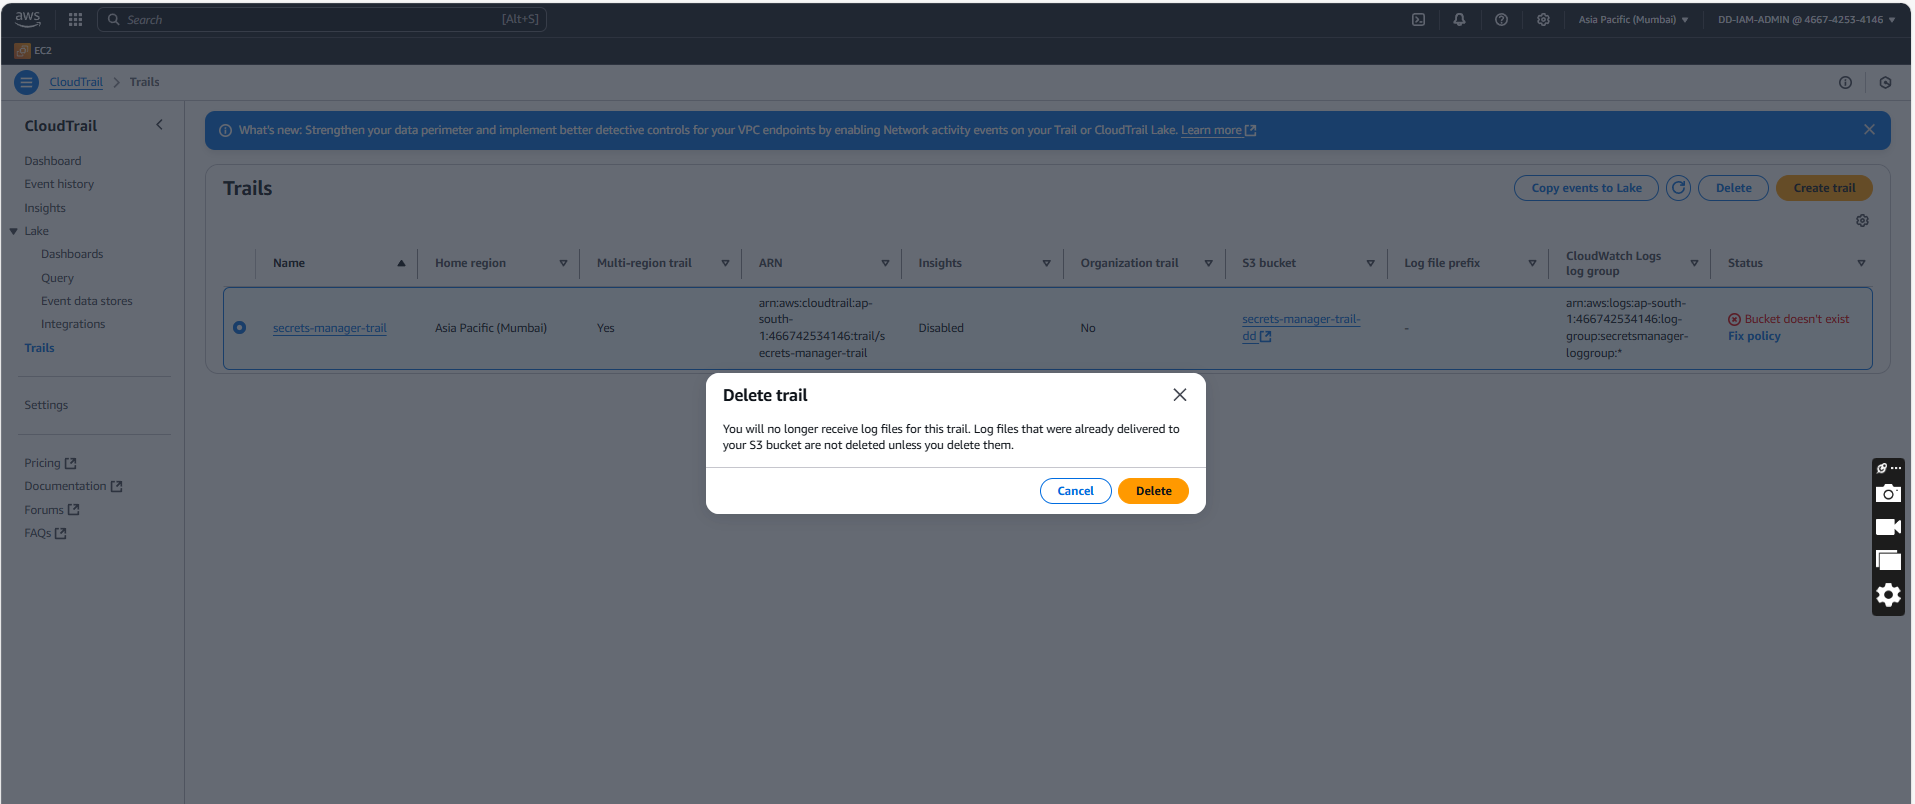 aws
Search
[Alt+S]
Asia Pacific (Mumbai)
DD-IAM-ADMIN @ 4667-4253-4146
EC2
CloudTrail
Trails
CloudTrail
Dashboard
Event history
Insights
Lake
Dashboards
Query
Event data stores
Integrations
Trails
Settings
Pricing
Documentation
Forums
FAQs
What's new: Strengthen your data perimeter and implement better detective controls for your VPC endpoints by enabling Network activity events on your Trail or CloudTrail Lake. Learn more
Trails
Copy events to Lake
Delete
Create trail
Name
Home region
Multi-region trail
ARN
Insights
Organization trail
S3 bucket
Log file prefix
CloudWatch Logs
log group
Status
secrets-manager-trail
Asia Pacific (Mumbai)
Yes
arn:aws:cloudtrail:ap-
south-
1:466742534146:trail/s
ecrets-manager-trail
Disabled
No
secrets-manager-trail-
dd
-
arn:aws:logs:ap-south-
1:466742534146:log-
group:secretsmanager-
loggroup:*
Bucket doesn't exist
Fix policy
Delete trail
You will no longer receive log files for this trail. Log files that were already delivered to
your S3 bucket are not deleted unless you delete them.
Cancel
Delete